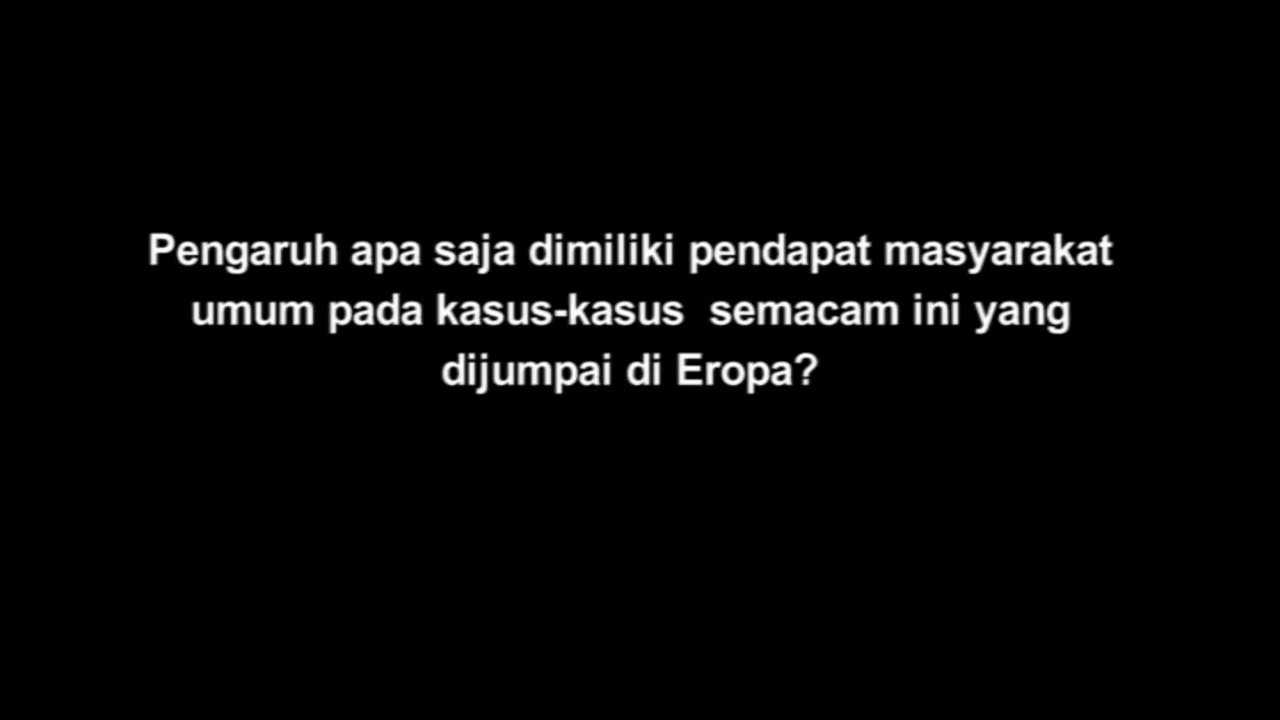 Pengaruh apa saja dimiliki pendapat masyarakat
umum pada kasus-kasus  semacam ini yang
dijumpai di Eropa?